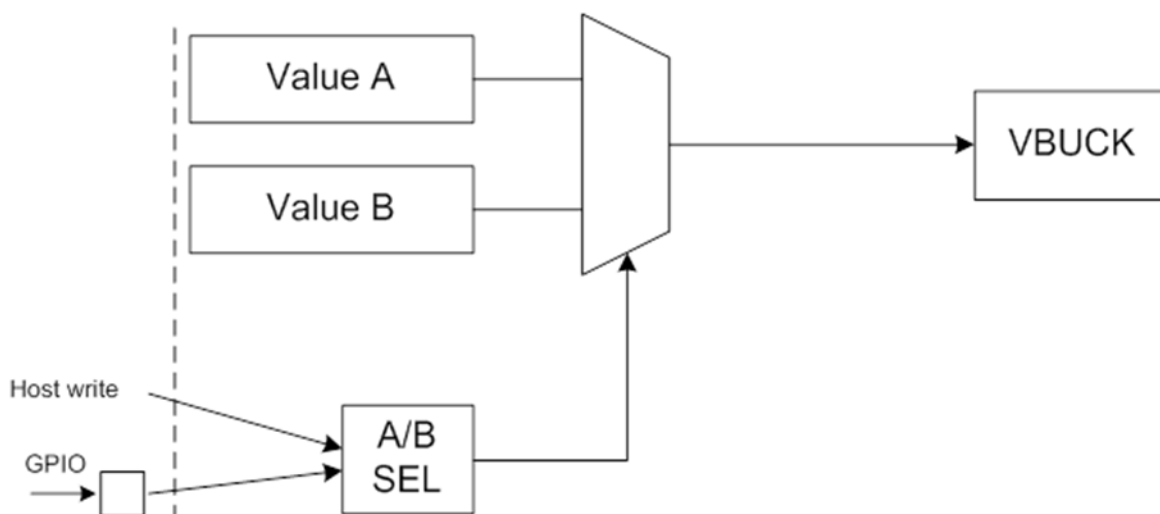 Value A
VBUCK
Value B
Host write
A/B
SEL
GPIO